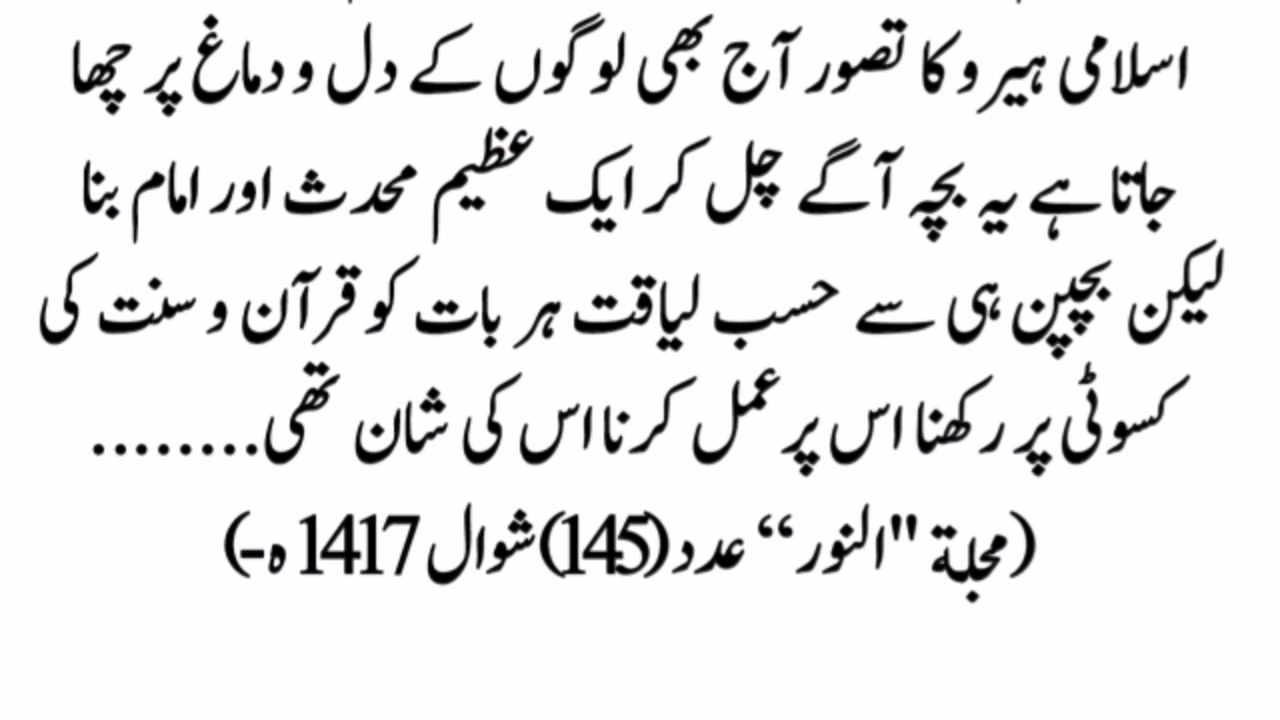 اسلامی ہیرو کا تصور آج بھی لوگوں کے دل و دماغ پر چھا
جاتا ہے یہ بچہ آگے چل کر ایک عظیم محدث اور امام بنا
لیکن بچپن ہی سے حسب لیاقت ہر بات کو قرآن و سنت کی
کسوٹی پر رکھنا اس پر عمل کرنا اس کی شان تھی........
(مجلة "النور“ عدد (145) شوال 1417 ہ-)